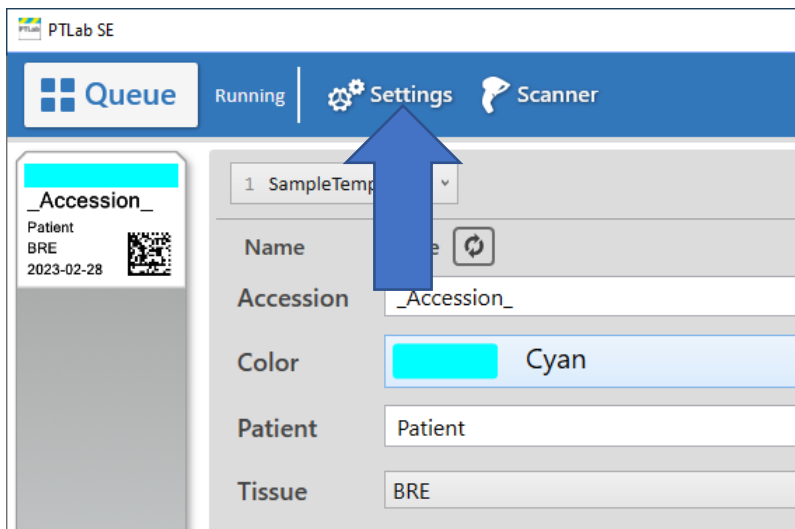 PTLab SE
Queue Running Settings Scanner
_Accession_
Patient
BRE
2023-02-28
1 SampleTemp
Name
Accession _Accession_
Color Cyan
Patient Patient
Tissue BRE